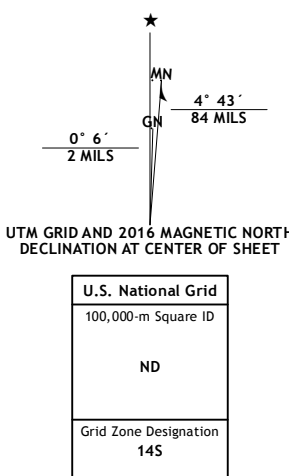 ★
MN
4° 43´
84 MILS
GN
0° 6´
2 MILS
UTM GRID AND 2016 MAGNETIC NORTH
DECLINATION AT CENTER OF SHEET
U.S. National Grid
100,000-m Square ID
ND
Grid Zone Designation
14S